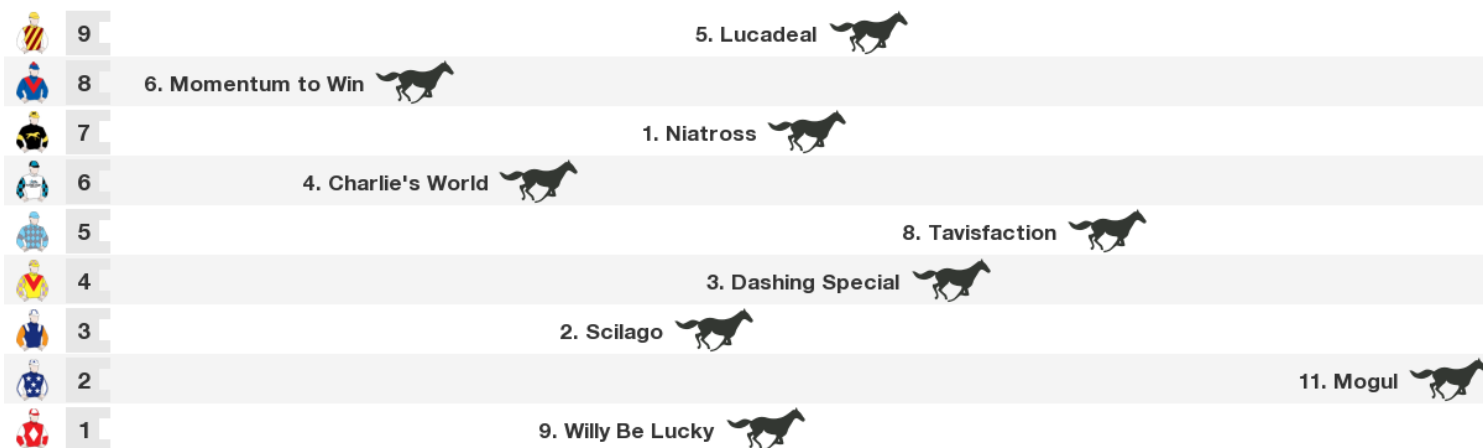 9 5. Lucadeal
8 6. Momentum to Win
7 1. Niatross
6 4. Charlie's World
5 8. Tavisfaction
4 3. Dashing Special
3 2. Scilago
2 11. Mogul
1 9. Willy Be Lucky